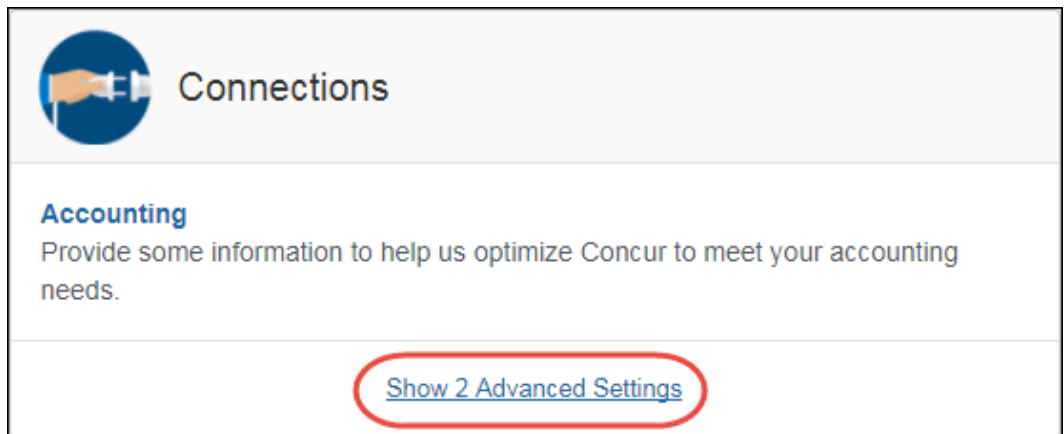 Connections
Accounting
Provide some information to help us optimize Concur to meet your accounting
needs.
Show 2 Advanced Settings